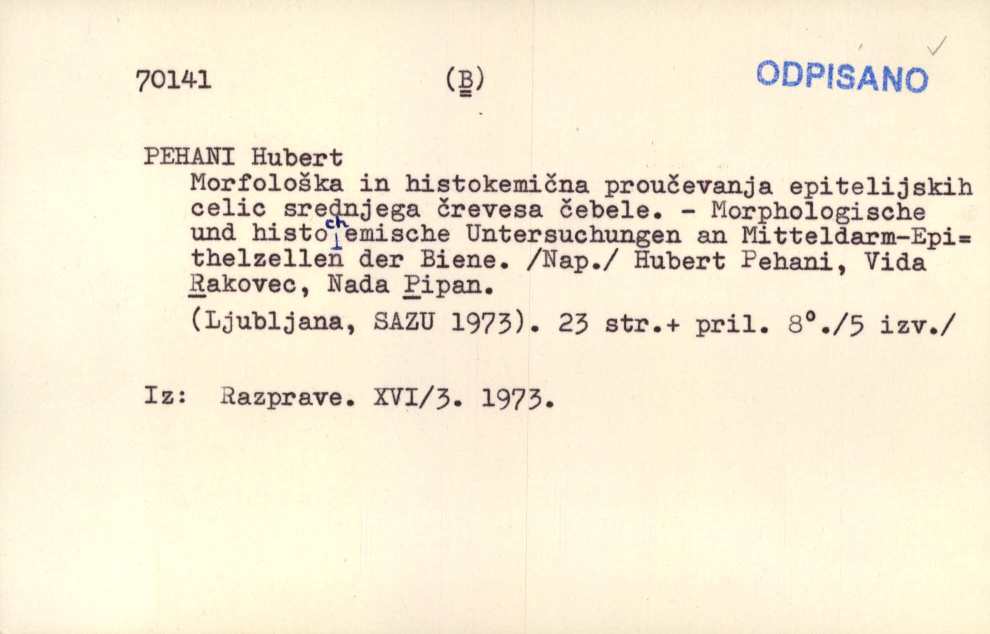 70141 (B) ODPISANO
PEHANI Hubert
Morfološka in histokemična proučevanja epitelijskih
celic srednjega črevesa čebele. - Morphologische
und histochemische Untersuchungen an Mitteldarm-Epi=
thelzellen der Biene. /Nap./ Hubert Pehani, Vida
Rakovec, Nada Pipan.
(Ljubljana, SAZU 1973). 23 str.+ pril. 8°./5 izv./
Iz: Razprave. XVI/3. 1973.